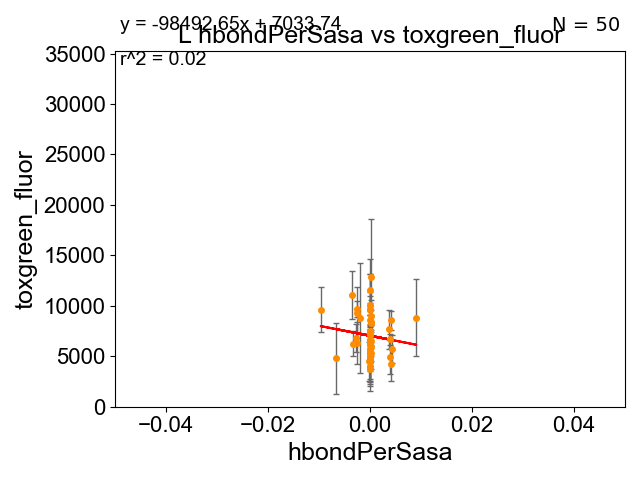 y = -98492.65x + 7033.74
N = 50
L hbondPerSasa vs toxgreen_fluor
r^2 = 0.02
35000
30000
25000
20000
15000
10000
5000
0
toxgreen_fluor
−0.04 −0.02 0.00 0.02 0.04
hbondPerSasa